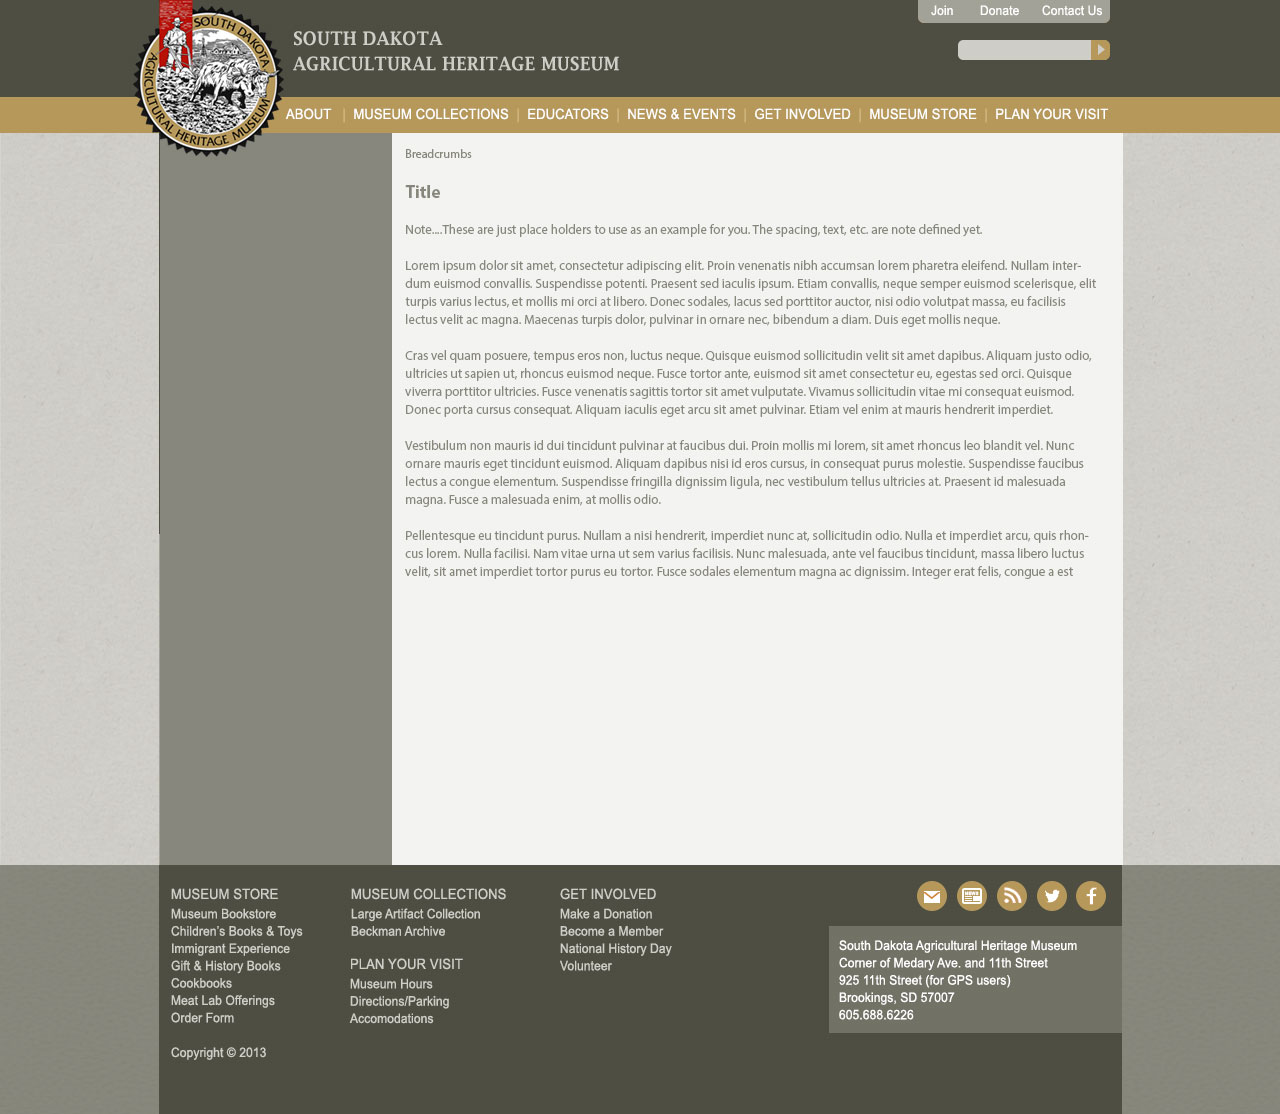 Join Donate Contact Us
SOUTH DAKOTA
AGRICULTURAL HERITAGE MUSEUM
SOUTH DAKOTA
AGRICULTURAL HERITAGE MUSEUM
ABOUT | MUSEUM COLLECTIONS | EDUCATORS | NEWS & EVENTS | GET INVOLVED | MUSEUM STORE | PLAN YOUR VISIT
Breadcrumbs
Title
Note....These are just place holders to use as an example for you. The spacing, text, etc. are note defined yet.
Lorem ipsum dolor sit amet, consectetur adipiscing elit. Proin venenatis nibh accumsan lorem pharetra eleifend. Nullam inter-
dum euismod convallis. Suspendisse potenti. Praesent sed iaculis ipsum. Etiam convallis, neque semper euismod scelerisque, elit
turpis varius lectus, et mollis mi orci at libero. Donec sodales, lacus sed porttitor auctor, nisi odio volutpat massa, eu facilisis
lectus velit ac magna. Maecenas turpis dolor, pulvinar in ornare nec, bibendum a diam. Duis eget mollis neque.
Cras vel quam posuere, tempus eros non, luctus neque. Quisque euismod sollicitudin velit sit amet dapibus. Aliquam justo odio,
ultricies ut sapien ut, rhoncus euismod neque. Fusce tortor ante, euismod sit amet consectetur eu, egestas sed orci. Quisque
viverra porttitor ultricies. Fusce venenatis sagittis tortor sit amet vulputate. Vivamus sollicitudin vitae mi consequat euismod.
Donec porta cursus consequat. Aliquam iaculis eget arcu sit amet pulvinar. Etiam vel enim at mauris hendrerit imperdiet.
Vestibulum non mauris id dui tincidunt pulvinar at faucibus dui. Proin mollis mi lorem, sit amet rhoncus leo blandit vel. Nunc
ornare mauris eget tincidunt euismod. Aliquam dapibus nisi id eros cursus, in consequat purus molestie. Suspendisse faucibus
lectus a congue elementum. Suspendisse fringilla dignissim ligula, nec vestibulum tellus ultricies at. Praesent id malesuada
magna. Fusce a malesuada enim, at mollis odio.
Pellentesque eu tincidunt purus. Nullam a nisi hendrerit, imperdiet nunc at, sollicitudin odio. Nulla et imperdiet arcu, quis rhon-
cus lorem. Nulla facilisi. Nam vitae urna ut sem varius facilisis. Nunc malesuada, ante vel faucibus tincidunt, massa libero luctus
velit, sit amet imperdiet tortor purus eu tortor. Fusce sodales elementum magna ac dignissim. Integer erat felis, congue a est
MUSEUM STORE
Museum Bookstore
Children's Books & Toys
Immigrant Experience
Gift & History Books
Cookbooks
Meat Lab Offerings
Order Form
Copyright © 2013
MUSEUM COLLECTIONS
Large Artifact Collection
Beckman Archive
PLAN YOUR VISIT
Museum Hours
Directions/Parking
Accomodations
GET INVOLVED
Make a Donation
Become a Member
National History Day
Volunteer
NEWS
South Dakota Agricultural Heritage Museum
Corner of Medary Ave. and 11th Street
925 11th Street (for GPS users)
Brookings, SD 57007
605.688.6226